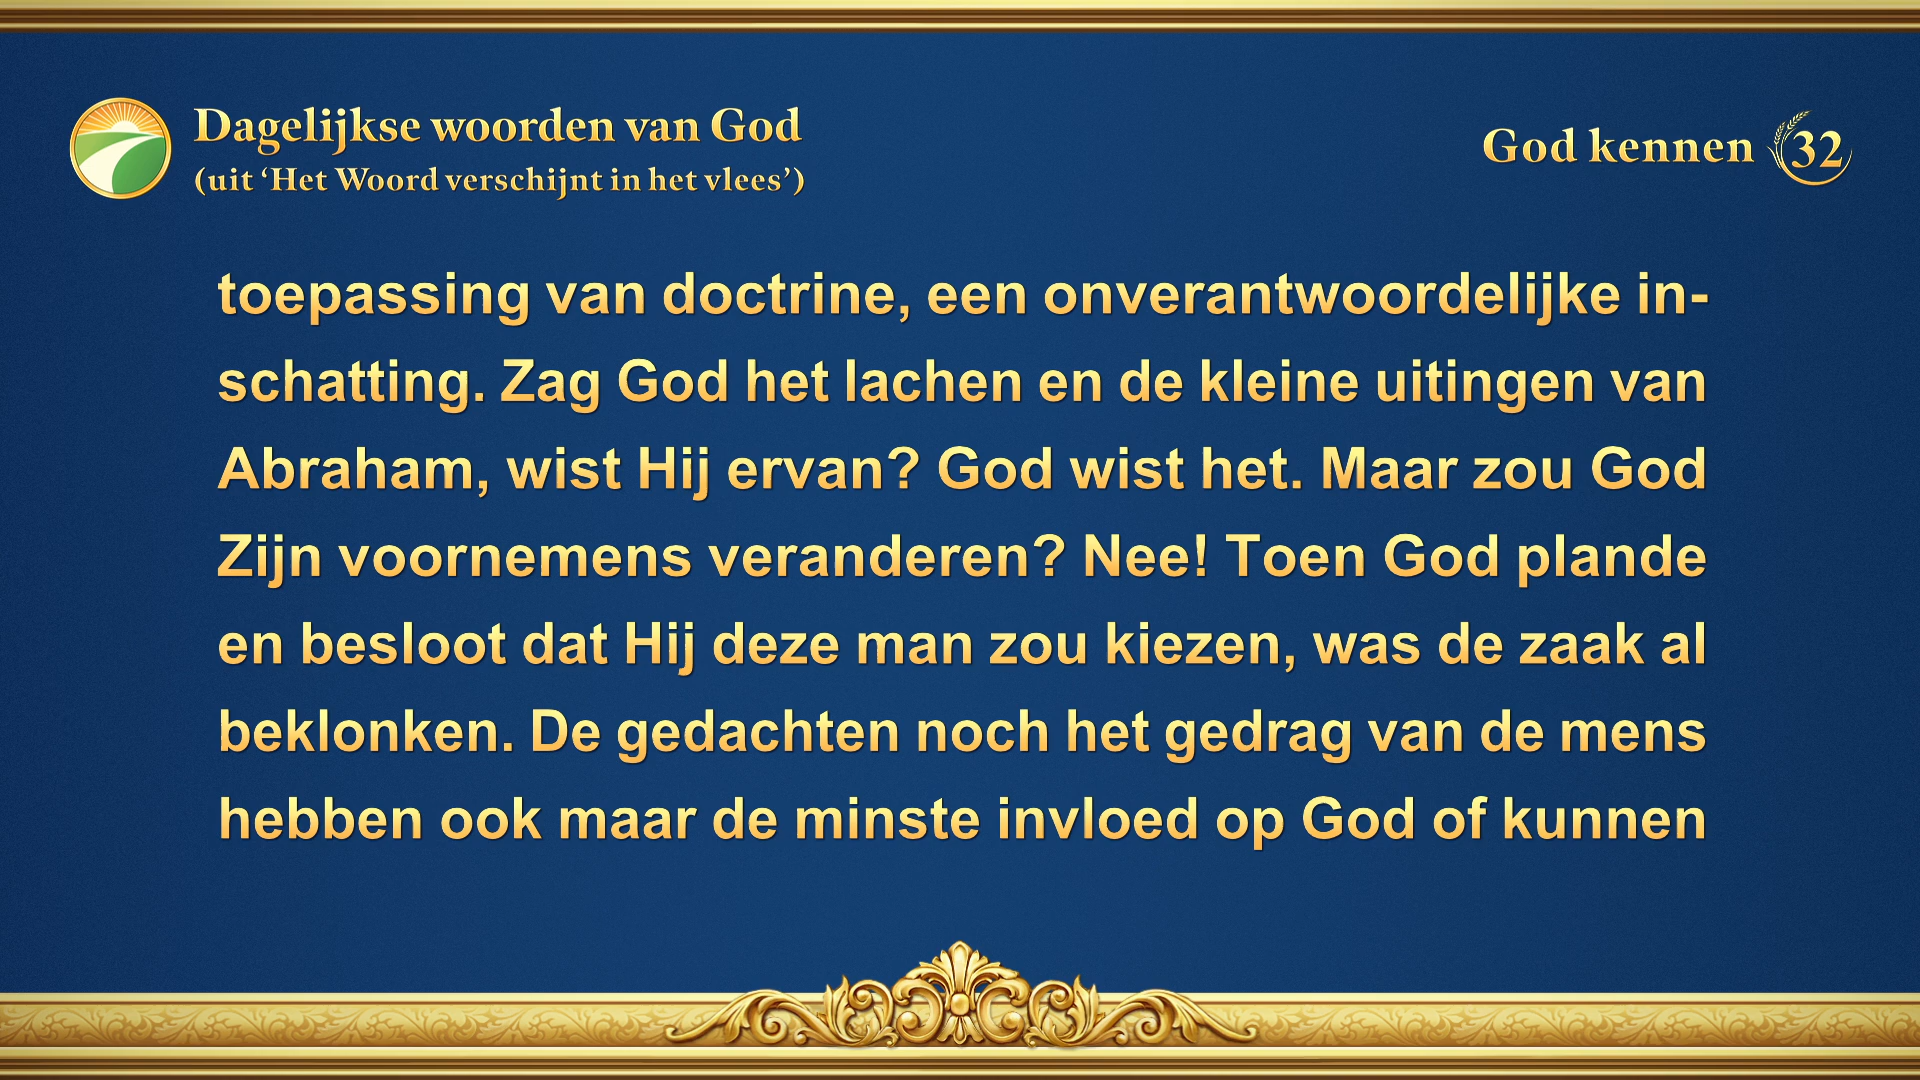 Dagelijkse woorden van God
(uit ‘Het Woord verschijnt in het vlees’)
God kennen 32
toepassing van doctrine, een onverantwoordelijke in-
schatting. Zag God het lachen en de kleine uitingen van
Abraham, wist Hij ervan? God wist het. Maar zou God
Zijn voornemens veranderen? Nee! Toen God plande
en besloot dat Hij deze man zou kiezen, was de zaak al
beklonken. De gedachten noch het gedrag van de mens
hebben ook maar de minste invloed op God of kunnen